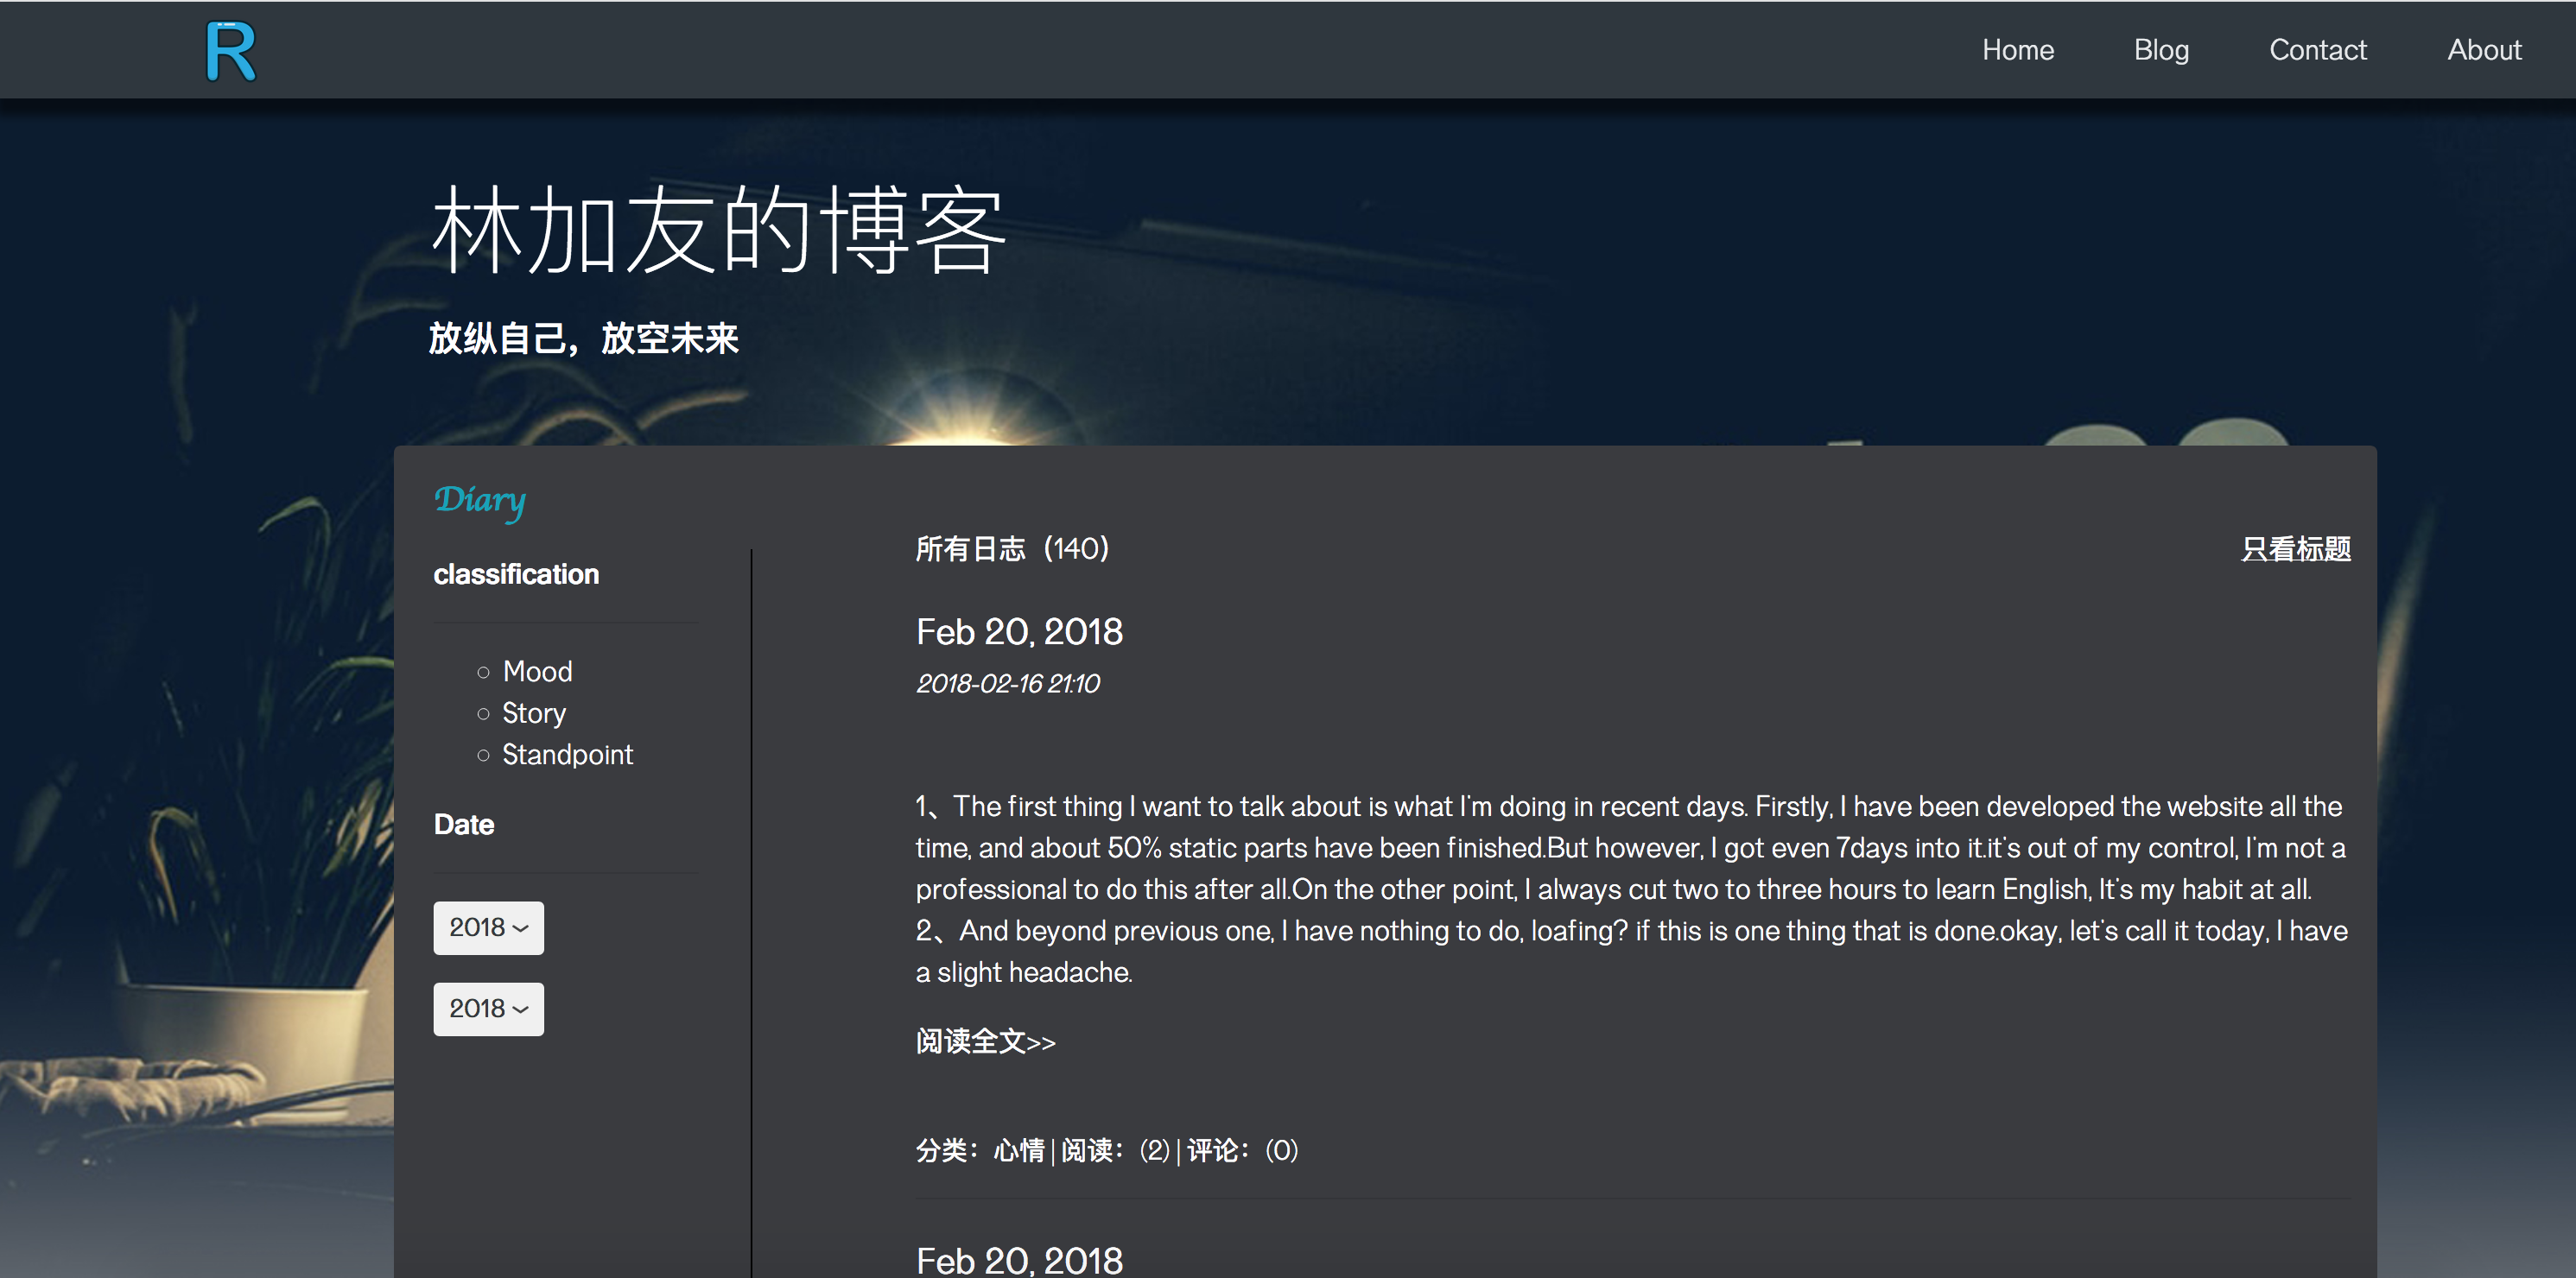 R
Home Blog Contact About
林加友的博客
放纵自己，放空未来
Diary
classification
Mood
Story
Standpoint
Date
2018
2018
所有日志（140） 只看标题
Feb 20, 2018
2018-02-16 21:10
1、The first thing I want to talk about is what I'm doing in recent days. Firstly, I have been developed the website all the
time, and about 50% static parts have been finished.But however, I got even 7days into it.it's out of my control, I'm not a
professional to do this after all.On the other point, I always cut two to three hours to learn English, It's my habit at all.
2、And beyond previous one, I have nothing to do, loafing? if this is one thing that is done.okay, let's call it today, I have
a slight headache.
阅读全文>>
分类：心情 | 阅读：(2) | 评论：(0)
Feb 20, 2018